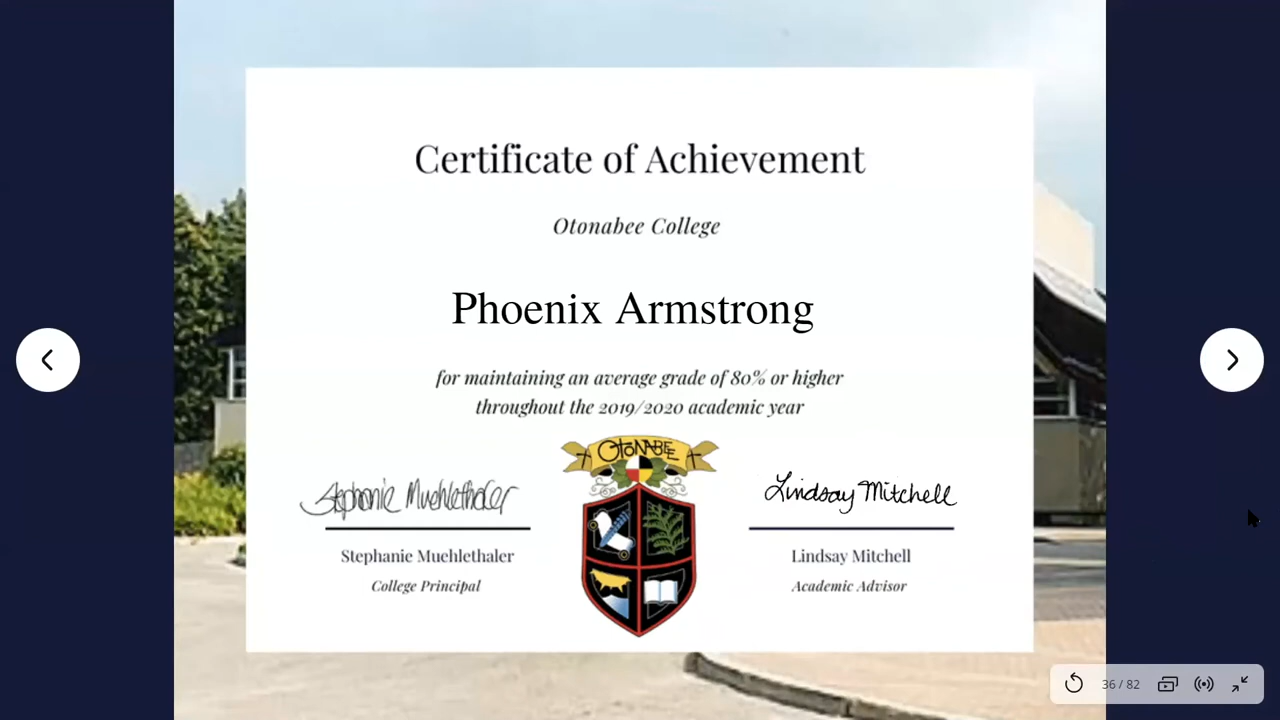 Certificate of Achievement
Otonabee College
Phoenix Armstrong
for maintaining an average grade of 80% or higher
throughout the 2019/2020 academic year
OTONABEE
Stephanie Muehlethaler
Lindsay Mitchell
Stephanie Muehlethaler
Lindsay Mitchell
College Principal
Academic Advisor
36 / 82